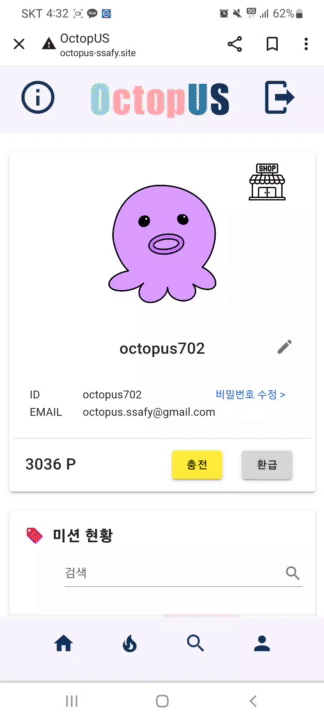 SKT 4:32 62%
OctopUS
octopus-ssafy.site
OctopUS
SHOP
octopus702
ID octopus702 비밀번호 수정 >
EMAIL octopus.ssafy@gmail.com
3036 P 충전 환급
미션 현황
검색